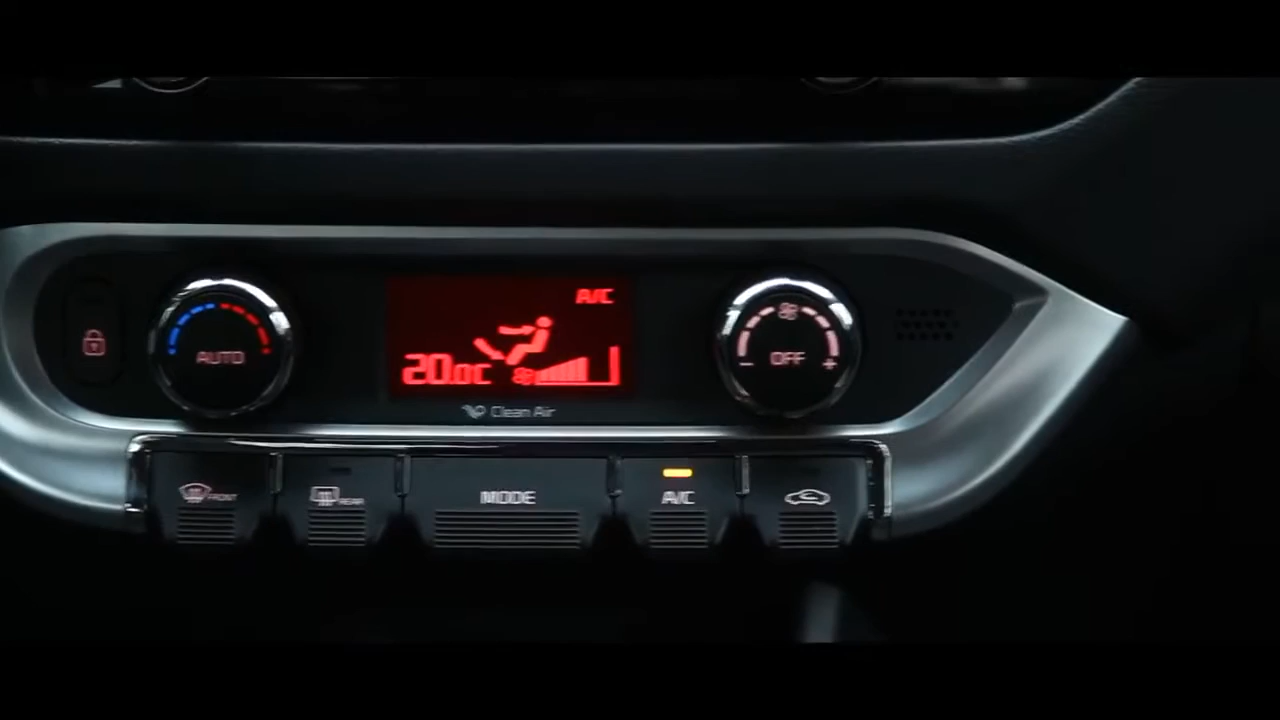 A/C
AUTO
20.0C
- OFF +
Clean Air
FRONT
REAR
MODE
A/C